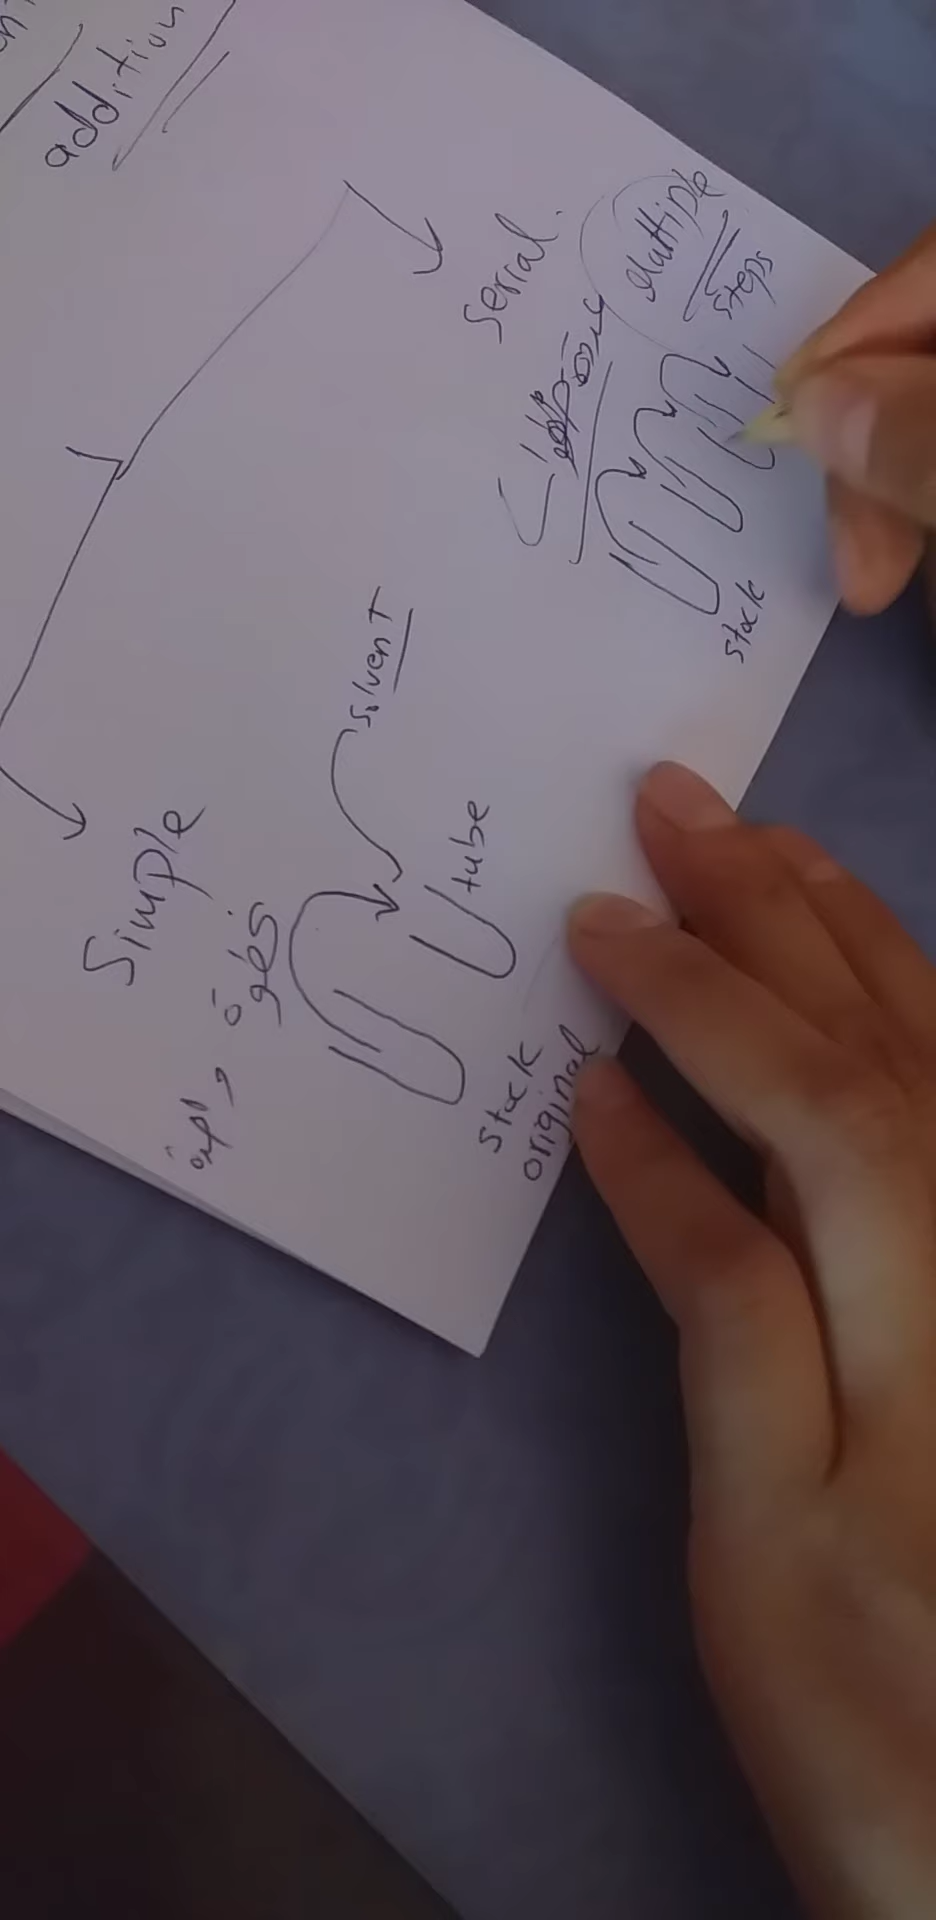 addition
Simple
Serial.
Multiple
steps
solvent
tube
stock
original
stock